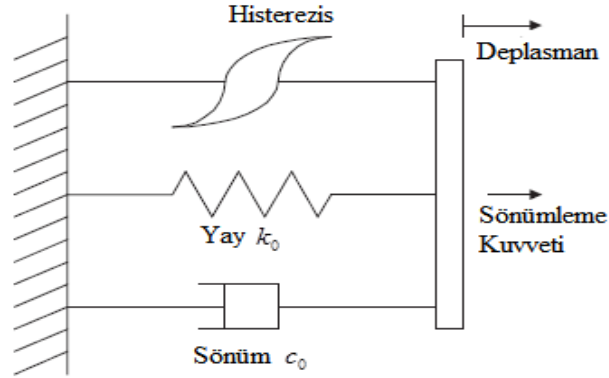 Histerezis
Deplasman
Yay k₀
Sönümleme
Kuvveti
Sönüm c₀